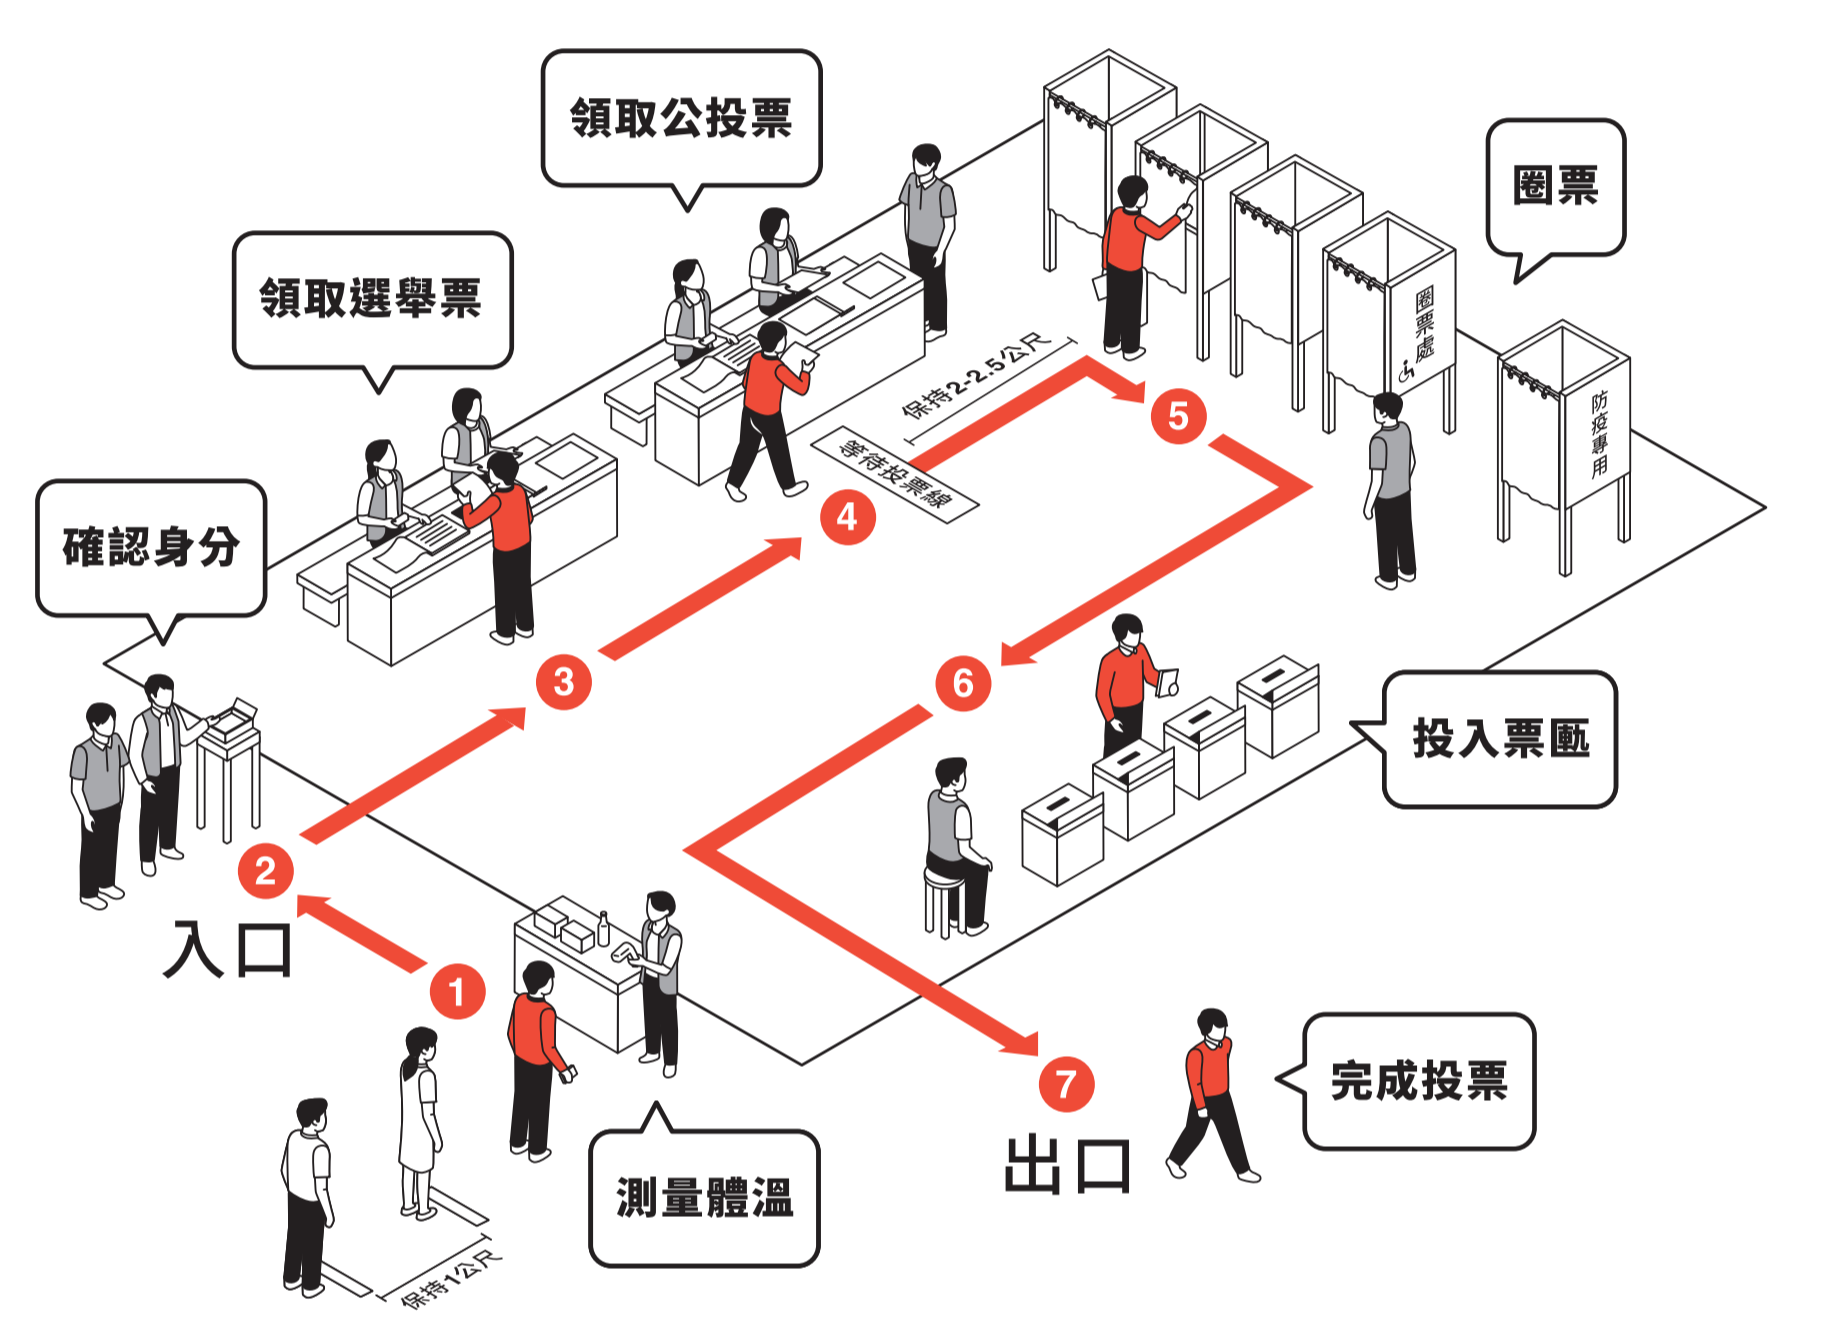 領取公投票
圈票
領取選舉票
圈票處
保持2-2.5公尺
防疫專用
5
等待投票線
4
確認身分
3
6
投入票匭
2
入口
1
7
完成投票
出口
測量體溫
保持1公尺